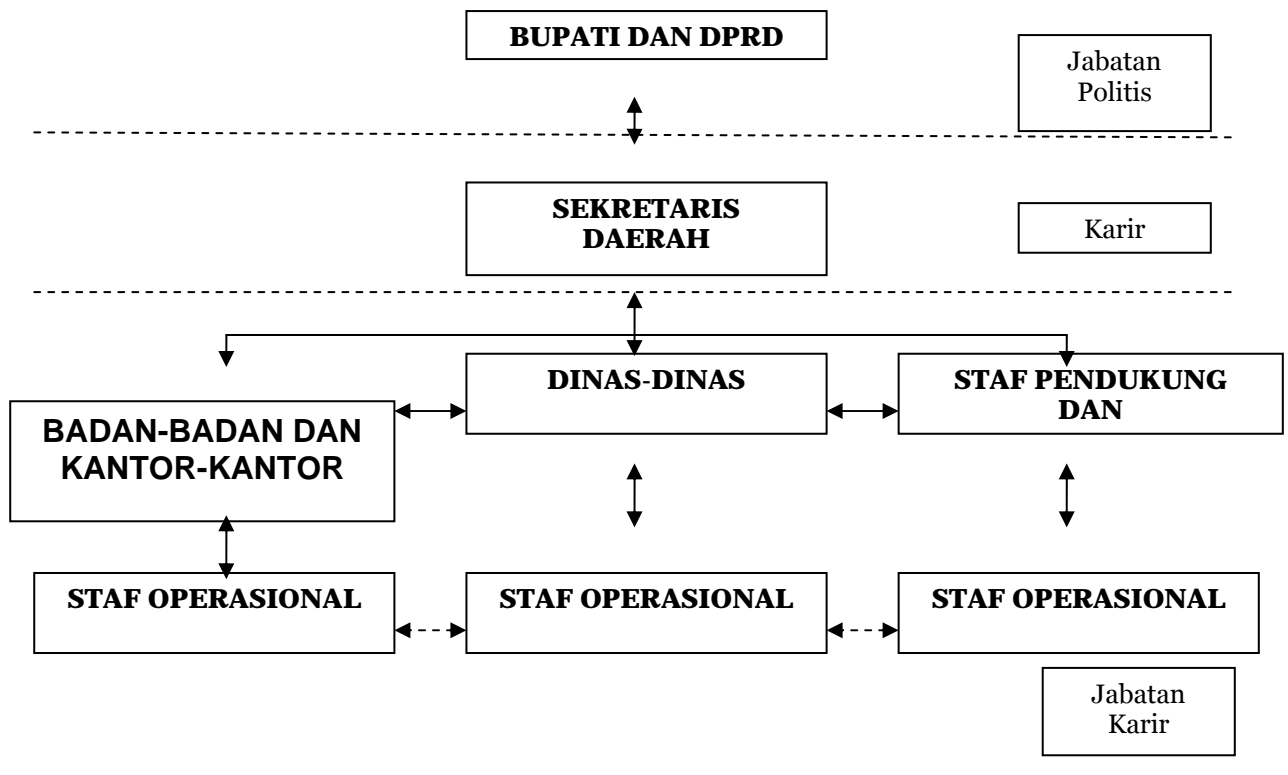 BUPATI DAN DPRD
Jabatan
Politis
SEKRETARIS
DAERAH
Karir
DINAS-DINAS
STAF PENDUKUNG
DAN
BADAN-BADAN DAN
KANTOR-KANTOR
STAF OPERASIONAL
STAF OPERASIONAL
STAF OPERASIONAL
Jabatan
Karir